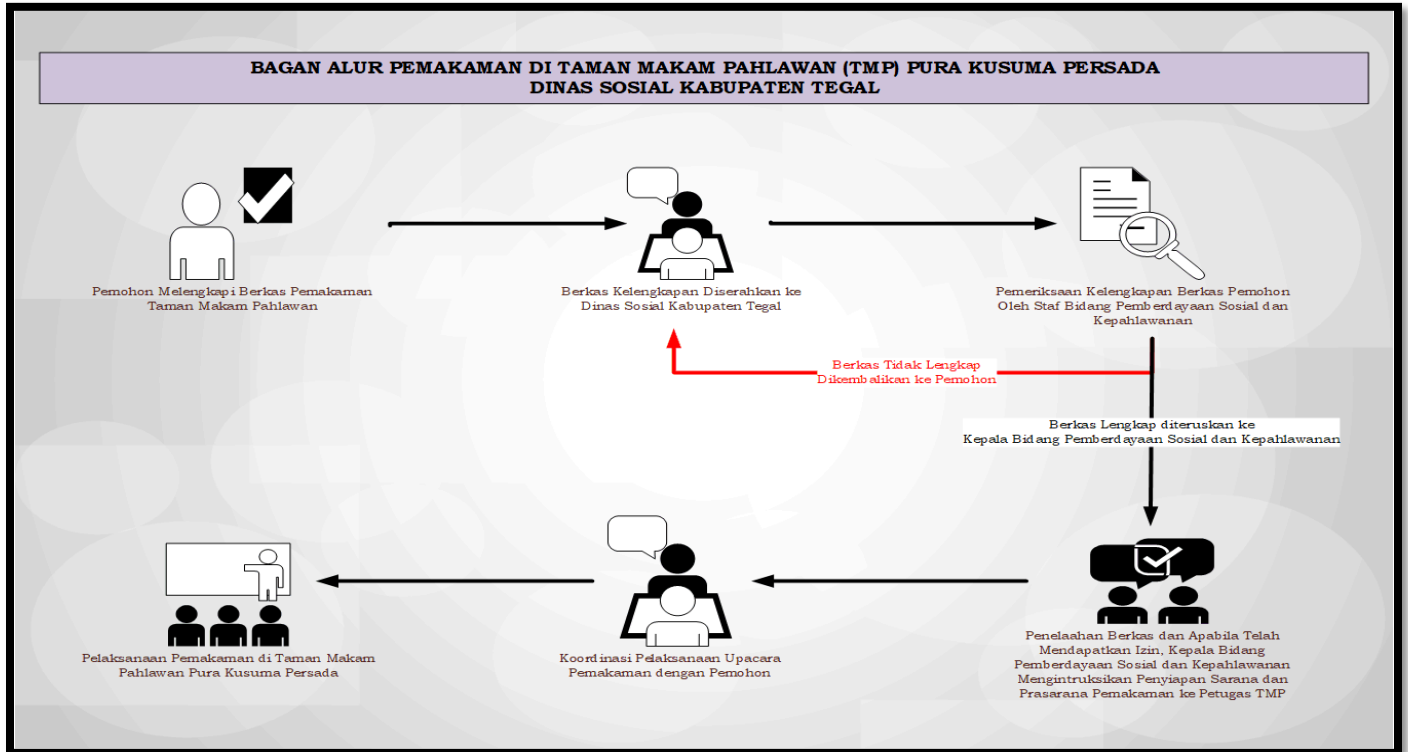 BAGAN ALUR PEMAKAMAN DI TAMAN MAKAM PAHLAWAN (TMP) PURA KUSUMA PERSADA
DINAS SOSIAL KABUPATEN TEGAL
Pemohon Melengkapi Berkas Pemakaman
Taman Makam Pahlawan
Berkas Kelengkapan Diserahkan ke
Dinas Sosial Kabupaten Tegal
Pemeriksaan Kelengkapan Berkas Pemohon
Oleh Staf Bidang Pemberdayaan Sosial dan
Kepahlawanan
Berkas Tidak Lengkap
Dikembalikan ke Pemohon
Berkas Lengkap diteruskan ke
Kepala Bidang Pemberdayaan Sosial dan Kepahlawanan
Penelaahan Berkas dan Apabila Telah
Mendapatkan Izin, Kepala Bidang
Pemberdayaan Sosial dan Kepahlawanan
Mengintruksikan Penyiapan Sarana dan
Prasarana Pemakaman ke Petugas TMP
Koordinasi Pelaksanaan Upacara
Pemakaman dengan Pemohon
Pelaksanaan Pemakaman di Taman Makam
Pahlawan Pura Kusuma Persada